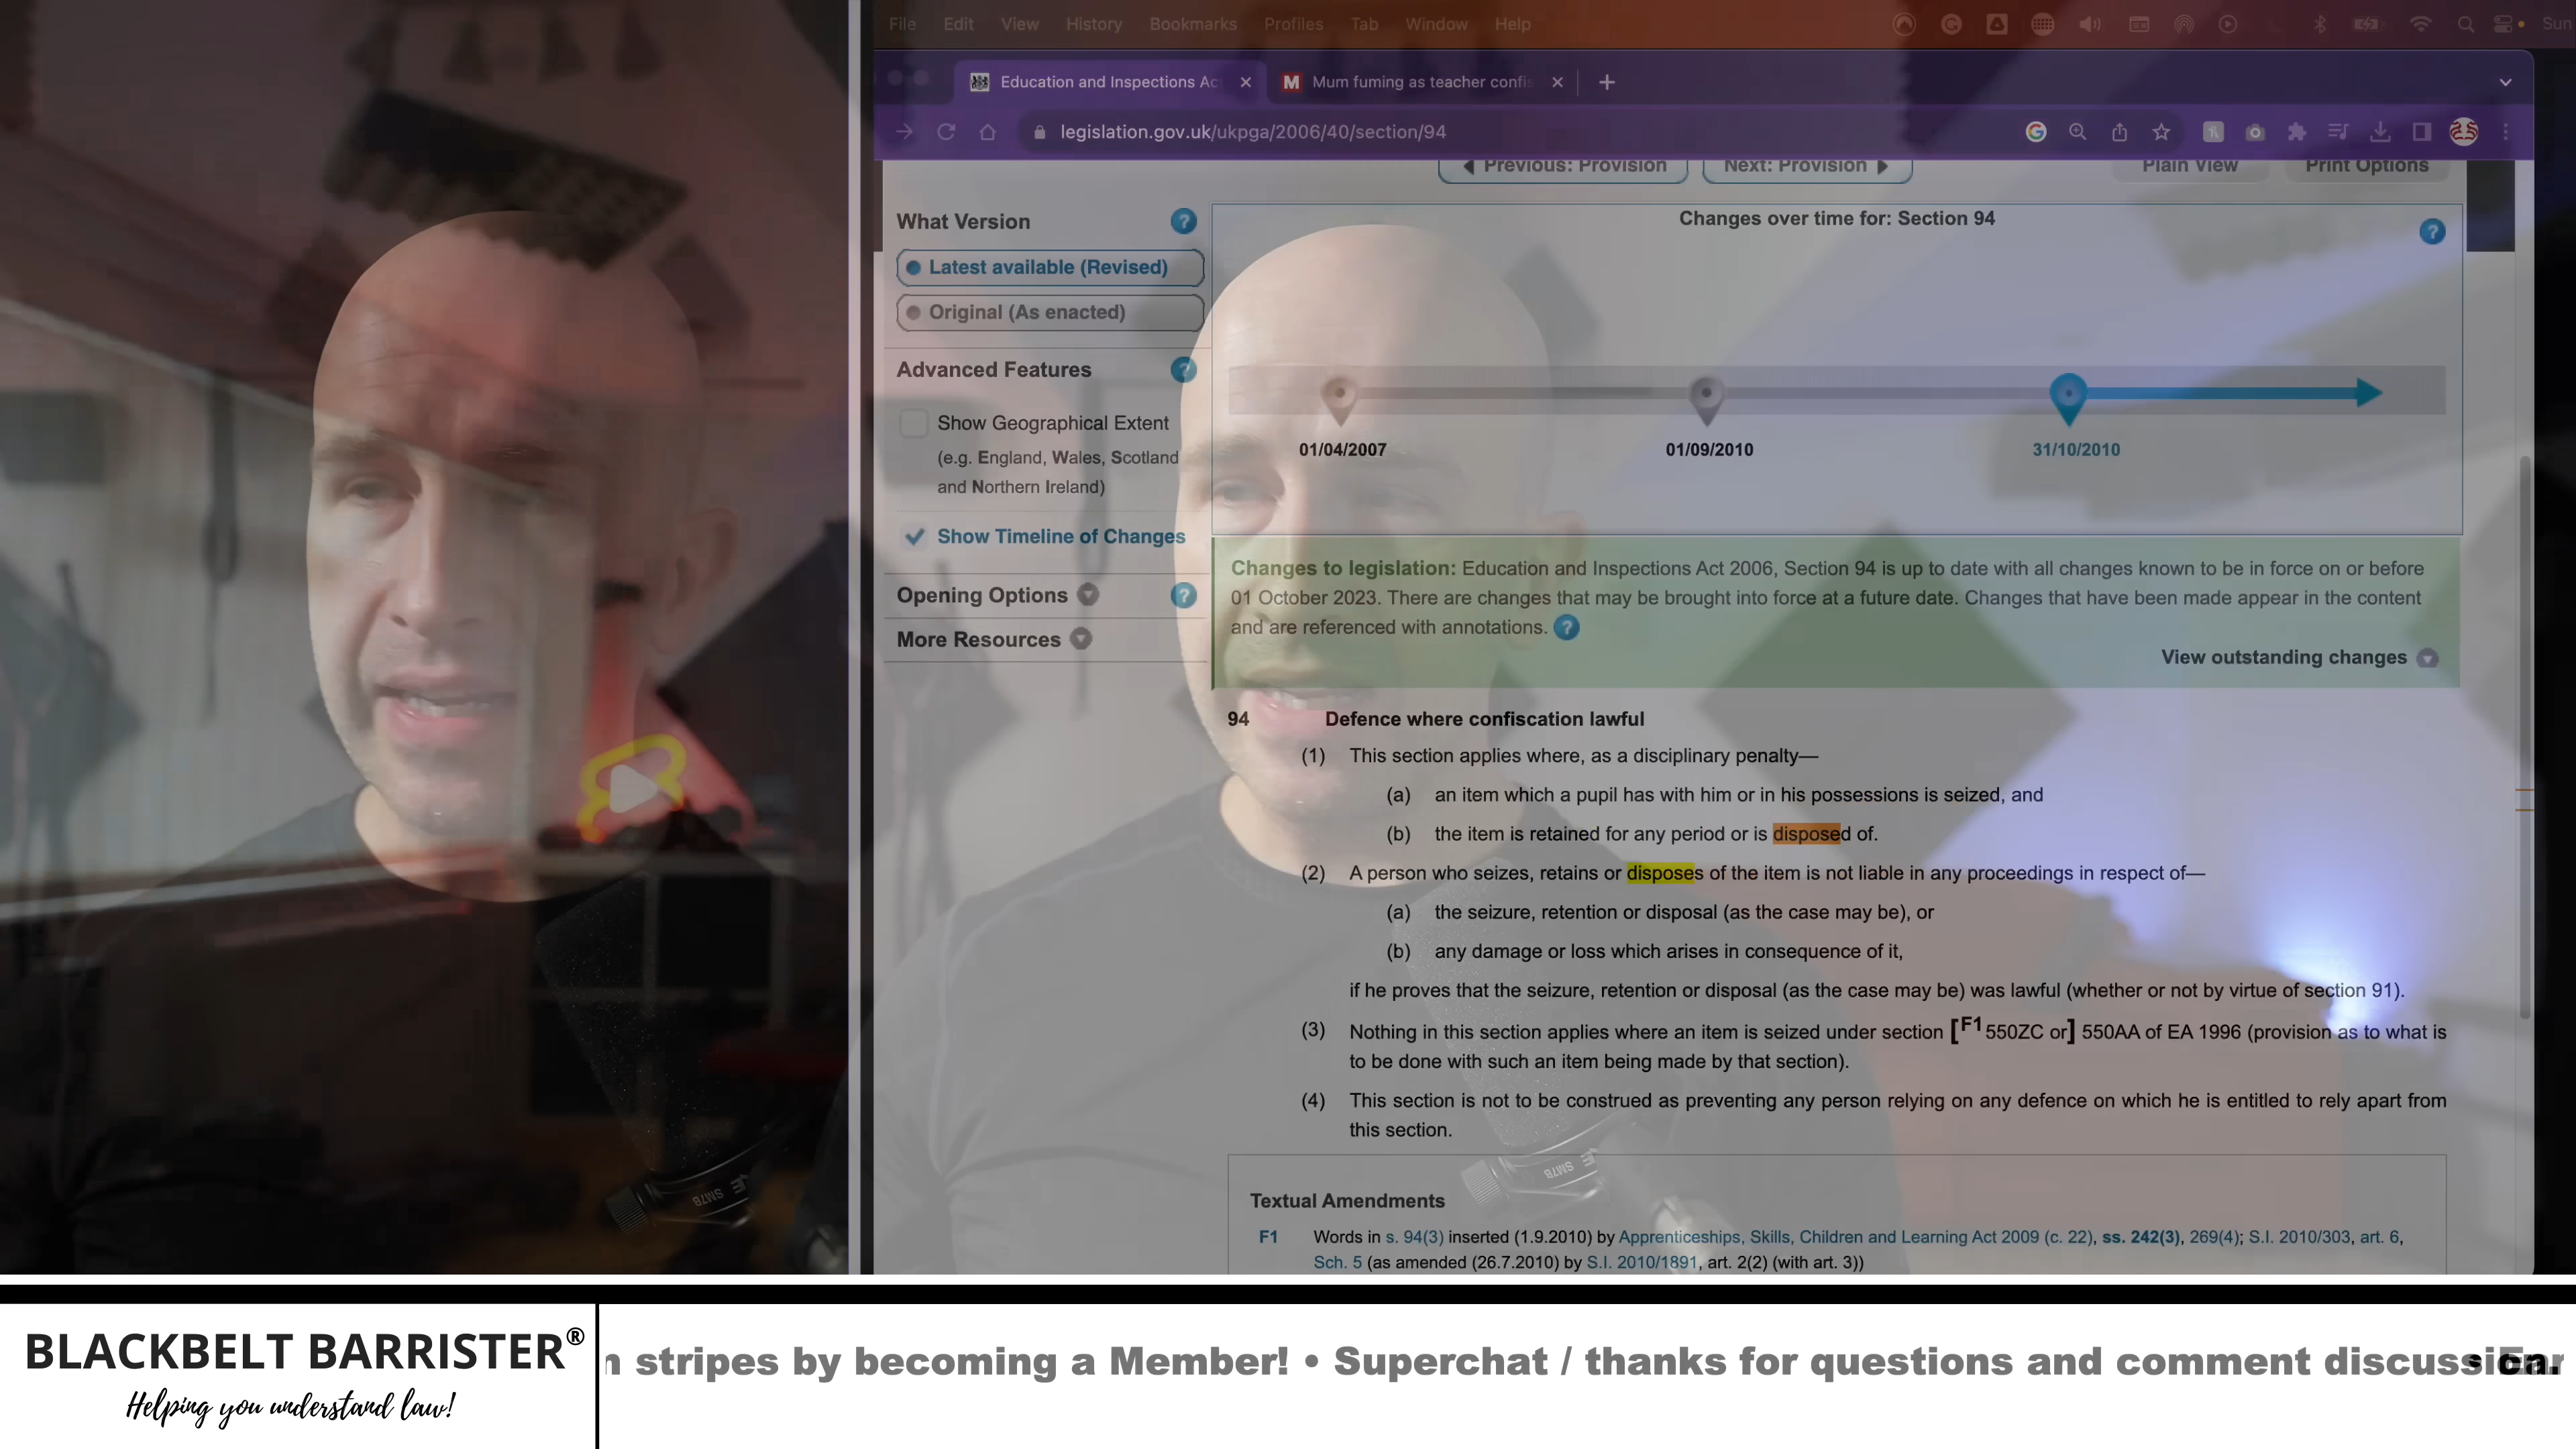 File Edit View History Bookmarks Profiles Tab Window Help Sun
Education and Inspections Ac
Mum fuming as teacher confis
legislation.gov.uk/ukpga/2006/40/section/94
Previous: Provision
Next: Provision
Plain View
Print Options
What Version
Latest available (Revised)
Original (As enacted)
Advanced Features
Show Geographical Extent
(e.g. England, Wales, Scotland
and Northern Ireland)
Show Timeline of Changes
Opening Options
More Resources
Changes over time for: Section 94
01/04/2007
01/09/2010
31/10/2010
Changes to legislation: Education and Inspections Act 2006, Section 94 is up to date with all changes known to be in force on or before
01 October 2023. There are changes that may be brought into force at a future date. Changes that have been made appear in the content
and are referenced with annotations.
View outstanding changes
94 Defence where confiscation lawful
(1) This section applies where, as a disciplinary penalty—
(a) an item which a pupil has with him or in his possessions is seized, and
(b) the item is retained for any period or is disposed of.
(2) A person who seizes, retains or disposes of the item is not liable in any proceedings in respect of—
(a) the seizure, retention or disposal (as the case may be), or
(b) any damage or loss which arises in consequence of it,
if he proves that the seizure, retention or disposal (as the case may be) was lawful (whether or not by virtue of section 91).
(3) Nothing in this section applies where an item is seized under section [F1 550ZC or] 550AA of EA 1996 (provision as to what is
to be done with such an item being made by that section).
(4) This section is not to be construed as preventing any person relying on any defence on which he is entitled to rely apart from
this section.
Textual Amendments
F1 Words in s. 94(3) inserted (1.9.2010) by Apprenticeships, Skills, Children and Learning Act 2009 (c. 22), ss. 242(3), 269(4); S.I. 2010/303, art. 6,
Sch. 5 (as amended (26.7.2010) by S.I. 2010/1891, art. 2(2) (with art. 3))
SM7B
SM7B
BLACKBELT BARRISTER®
Helping you understand law!
n stripes by becoming a Member! • Superchat / thanks for questions and comment